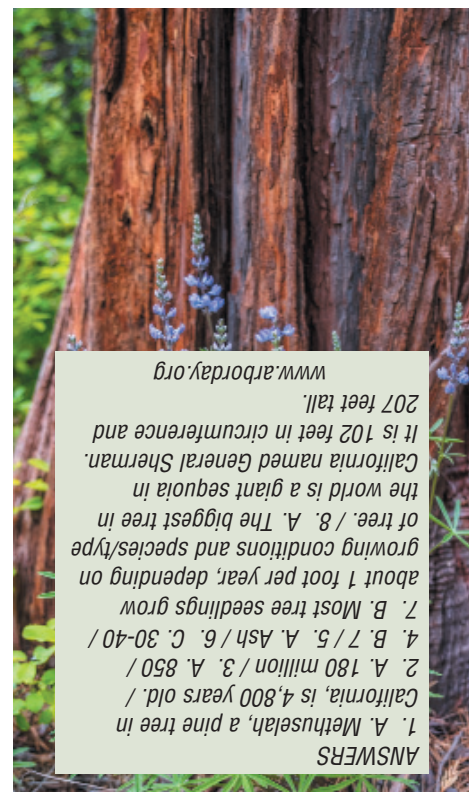 ANSWERS
1. A. Methuselah, a pine tree in
California, is 4,800 years old. /
2. A. 180 million / 3. A. 850 /
4. B. 7 / 5. A. Ash / 6. C. 30-40 /
7. B. Most tree seedlings grow
about 1 foot per year, depending on
growing conditions and species/type
of tree. / 8. A. The biggest tree in
the world is a giant sequoia in
California named General Sherman.
It is 102 feet in circumference and
207 feet tall.
www.arborday.org